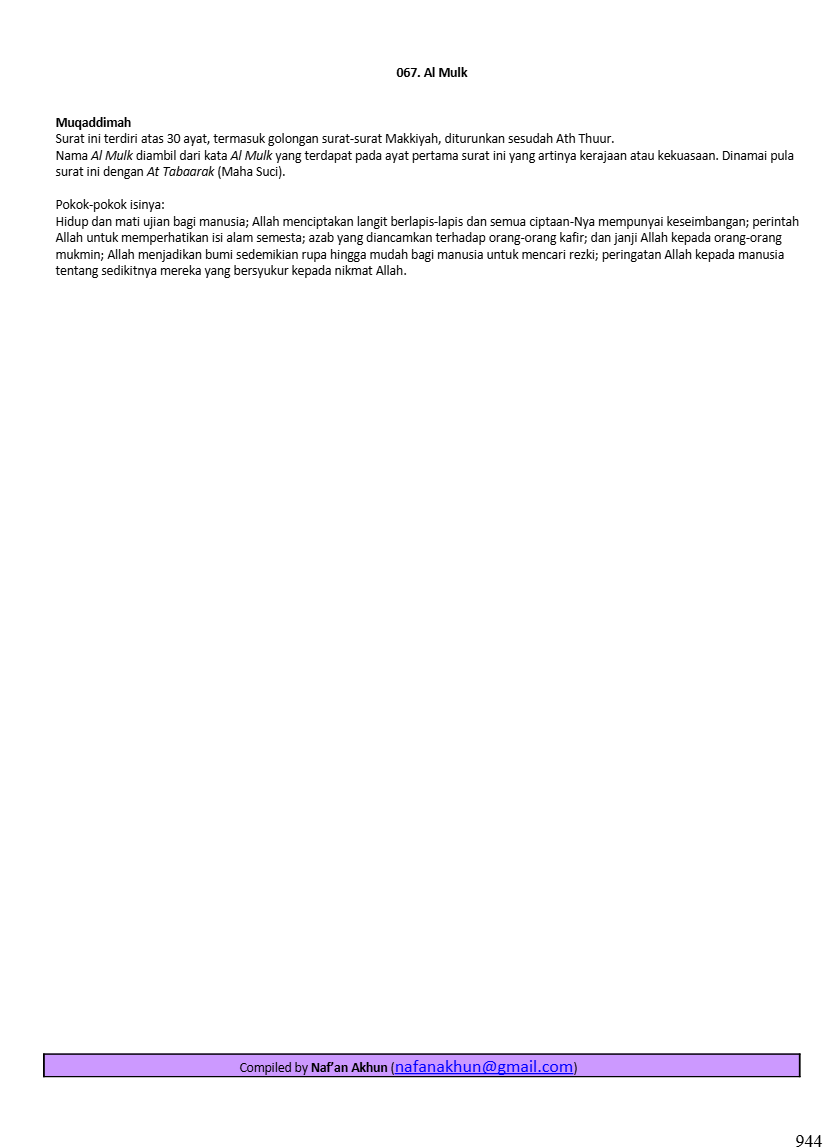 067. Al Mulk
Muqaddimah
Surat ini terdiri atas 30 ayat, termasuk golongan surat-surat Makkiyah, diturunkan sesudah Ath Thuur.
Nama Al Mulk diambil dari kata Al Mulk yang terdapat pada ayat pertama surat ini yang artinya kerajaan atau kekuasaan. Dinamai pula
surat ini dengan At Tabaarak (Maha Suci).
Pokok-pokok isinya:
Hidup dan mati ujian bagi manusia; Allah menciptakan langit berlapis-lapis dan semua ciptaan-Nya mempunyai keseimbangan; perintah
Allah untuk memperhatikan isi alam semesta; azab yang diancamkan terhadap orang-orang kafir; dan janji Allah kepada orang-orang
mukmin; Allah menjadikan bumi sedemikian rupa hingga mudah bagi manusia untuk mencari rezki; peringatan Allah kepada manusia
tentang sedikitnya mereka yang bersyukur kepada nikmat Allah.
Compiled by Naf’an Akhun (nafanakhun@gmail.com)
944